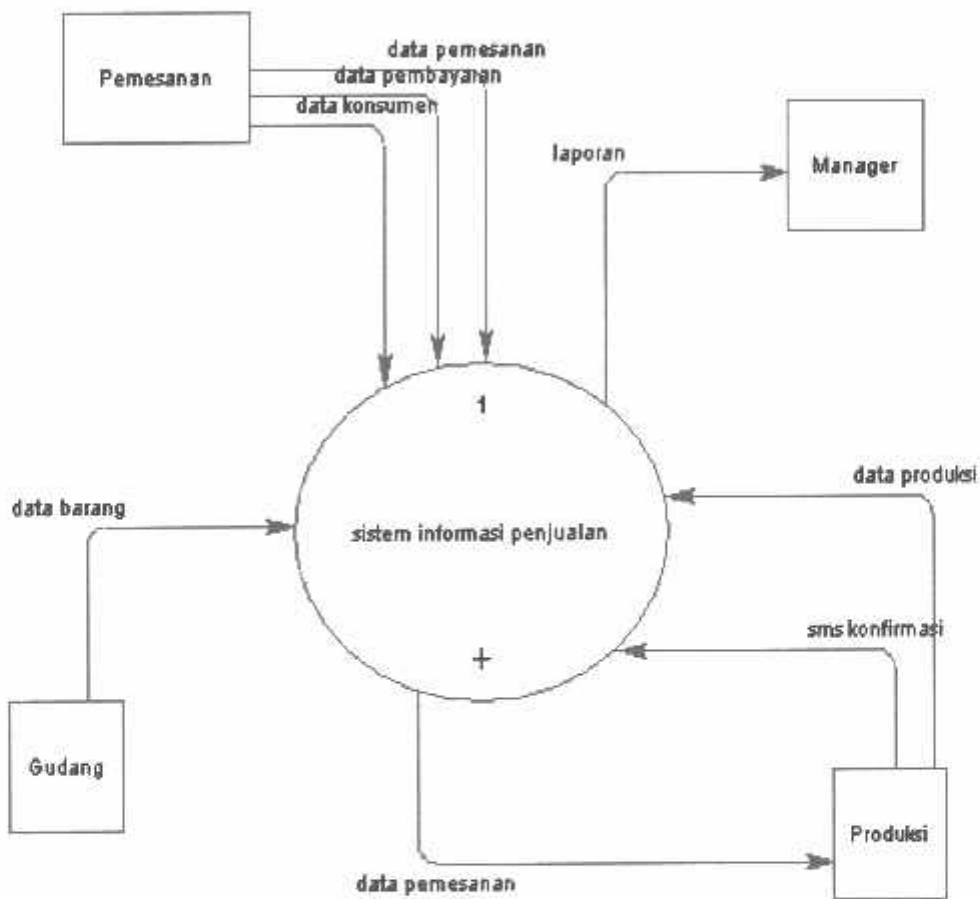 data pemesanan
Pemesanan
data pembayaran
data konsumen
laporan
Manager
1
data produksi
data barang
sistem informasi penjualan
sms konfirmasi
+
Gudang
Produksi
data pemesanan